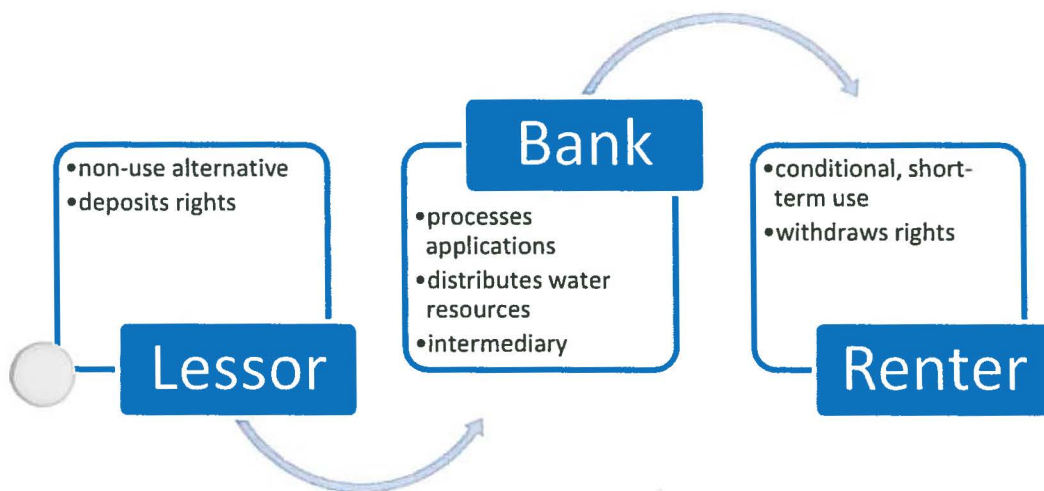 •non-use alternative
•deposits rights
Lessor
Bank
•processes
applications
•distributes water
resources
•intermediary
•conditional, short-
term use
•withdraws rights
Renter